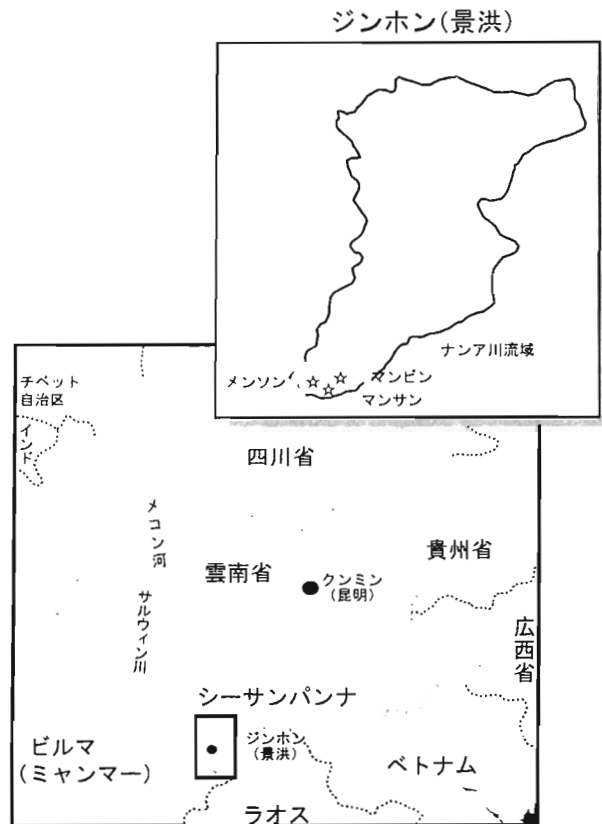 ジンホン(景洪)
ナンア川流域
メンソン
マンビン
マンサン
チベット
自治区
インド
四川省
メコン河
貴州省
雲南省
クンミン
(昆明)
サルウィン川
広西省
シーサンパンナ
ジンホン
(景洪)
ビルマ
(ミャンマー)
ベトナム
ラオス